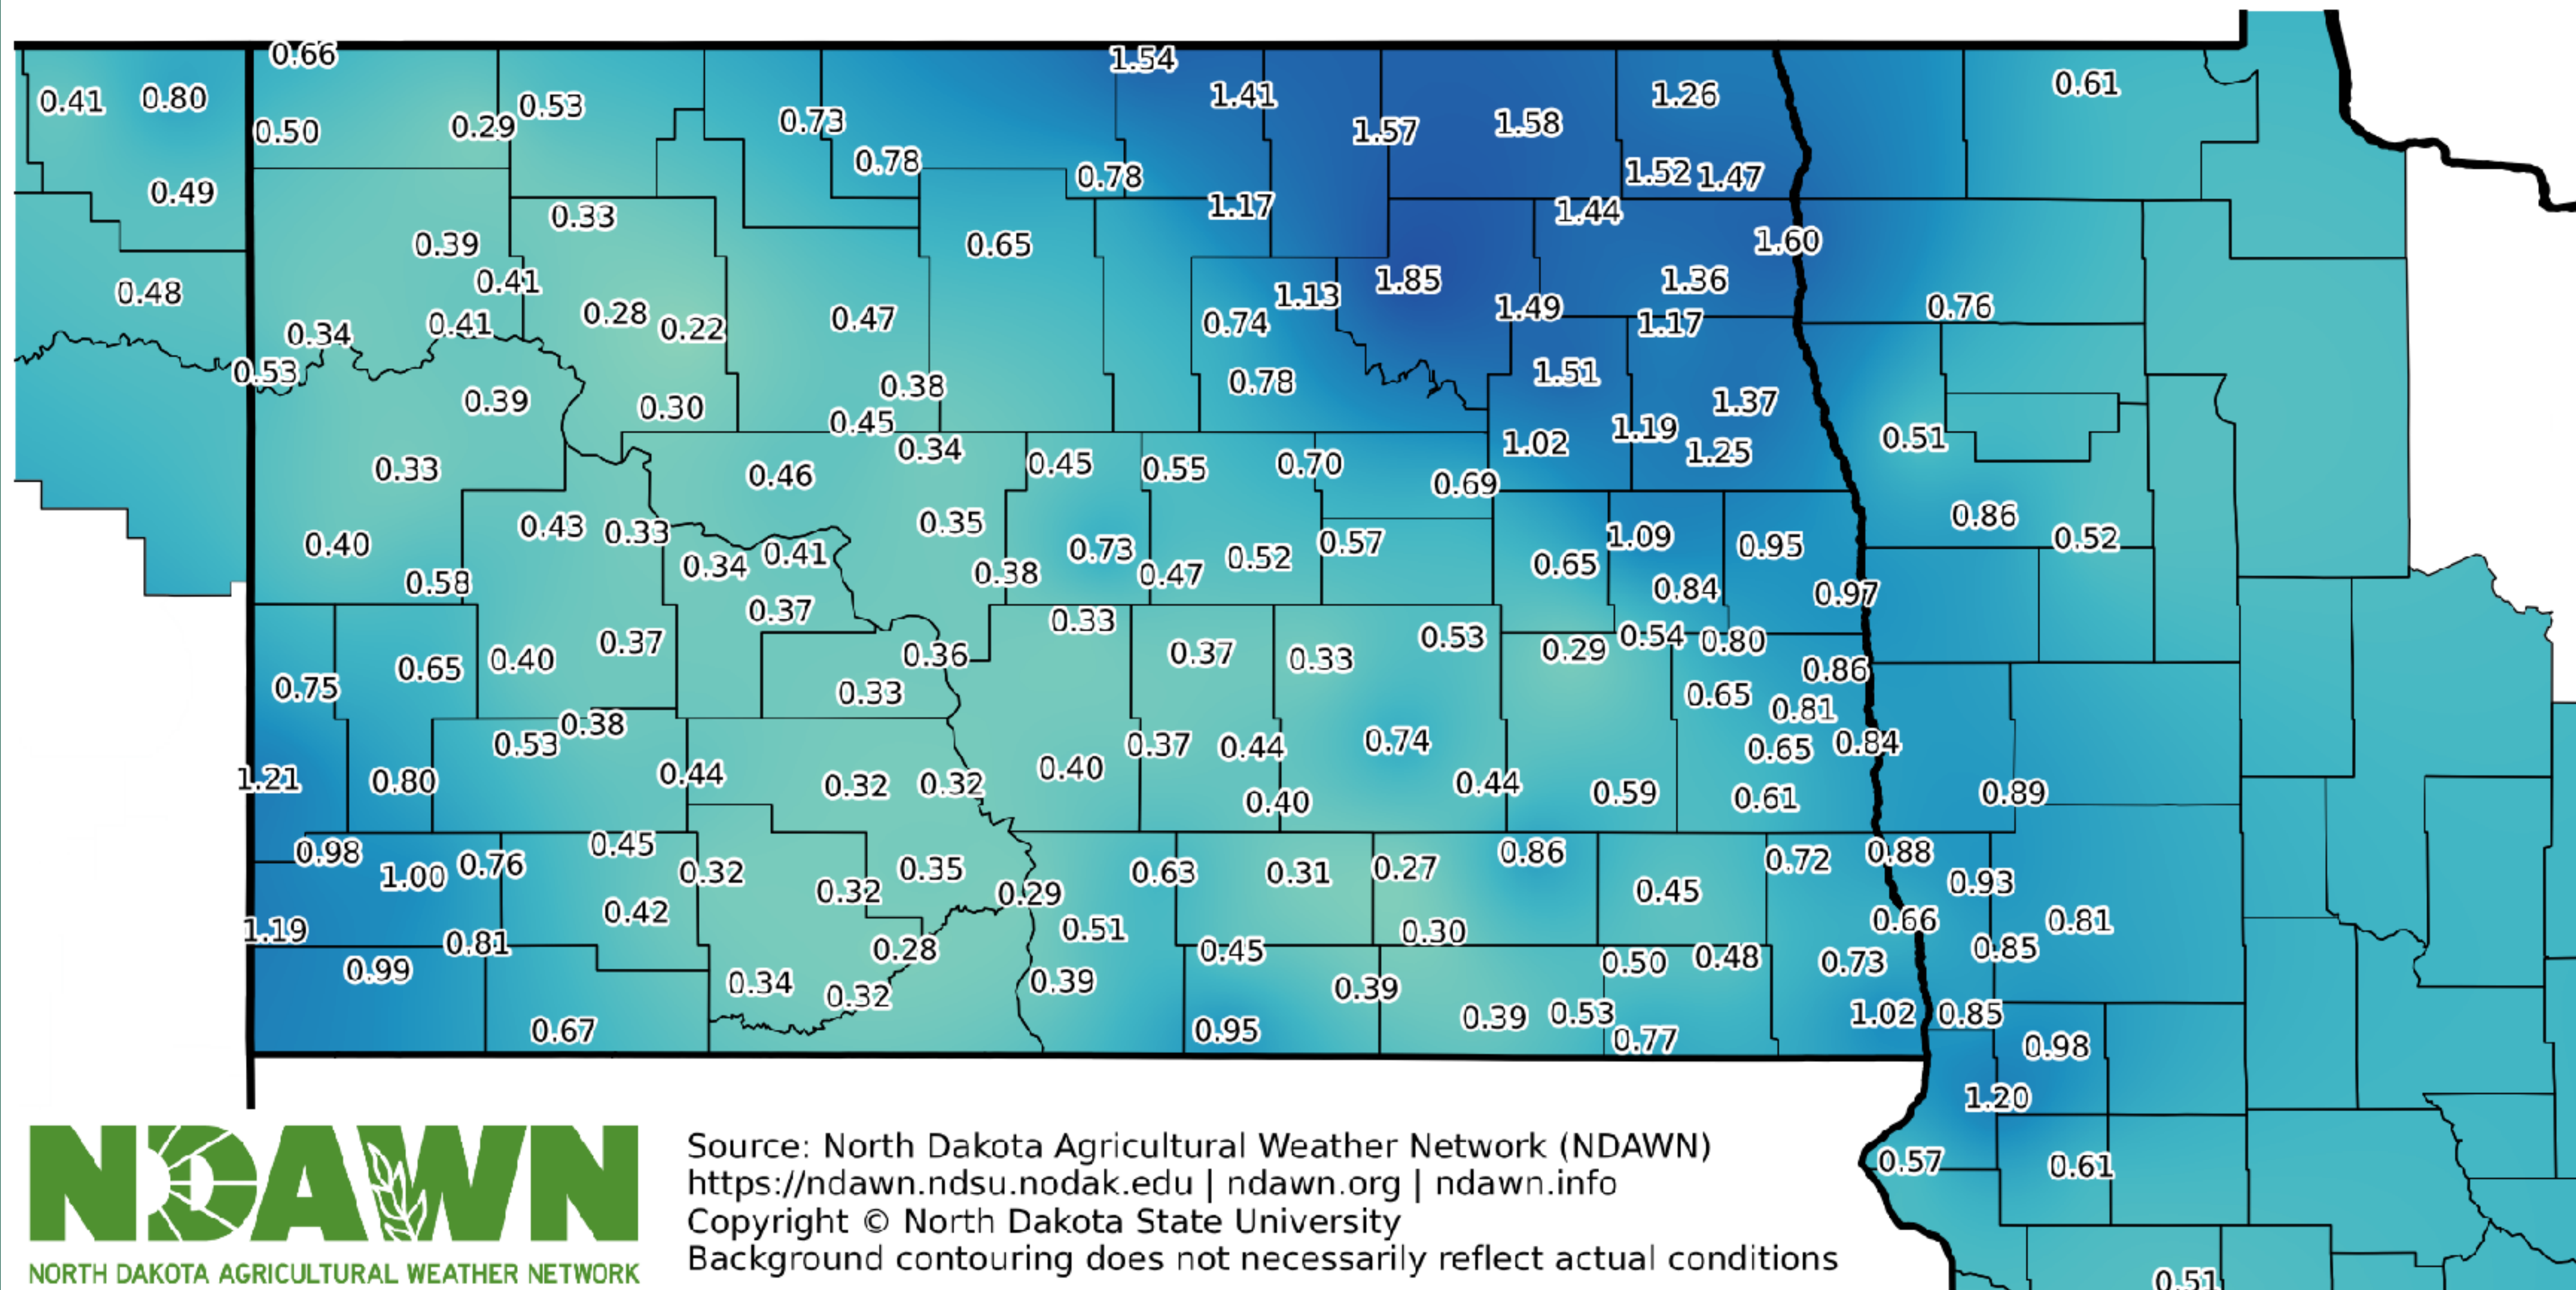 0.66
1.54
0.41 0.80 0.53 1.41 1.26 0.61
0.50 0.29 0.73 1.57 1.58
0.78 0.78 1.52 1.47
0.49 0.33 1.17 1.44
0.39 0.65 1.60
0.48 0.41 1.13 1.85 1.36
0.34 0.41 0.28 0.22 0.47 0.74 1.49 1.17 0.76
0.53 0.39 0.30 0.38 0.78 1.51 1.37
0.45 0.34 1.02 1.19 1.25 0.51
0.33 0.46 0.45 0.55 0.70 0.69
0.40 0.43 0.33 0.35 0.57 1.09 0.95 0.86 0.52
0.58 0.34 0.41 0.38 0.73 0.47 0.52 0.65 0.84 0.97
0.37 0.33
0.75 0.65 0.40 0.37 0.36 0.37 0.33 0.53 0.29 0.54 0.80 0.86
0.33 0.65 0.81
0.53 0.38 0.37 0.44 0.74 0.65 0.84
1.21 0.80 0.44 0.32 0.32 0.40 0.40 0.44 0.59 0.61 0.89
0.98 1.00 0.76 0.45 0.32 0.35 0.63 0.31 0.27 0.86 0.72 0.88
0.42 0.32 0.29 0.45 0.93
1.19 0.81 0.28 0.51 0.45 0.30 0.66 0.81
0.99 0.34 0.32 0.39 0.39 0.50 0.48 0.73 0.85
0.67 0.95 0.39 0.53 0.77 1.02 0.85
0.98
1.20
0.57 0.61
0.51
NDAWN
NORTH DAKOTA AGRICULTURAL WEATHER NETWORK
Source: North Dakota Agricultural Weather Network (NDAWN)
https://ndawn.ndsu.nodak.edu | ndawn.org | ndawn.info
Copyright © North Dakota State University
Background contouring does not necessarily reflect actual conditions